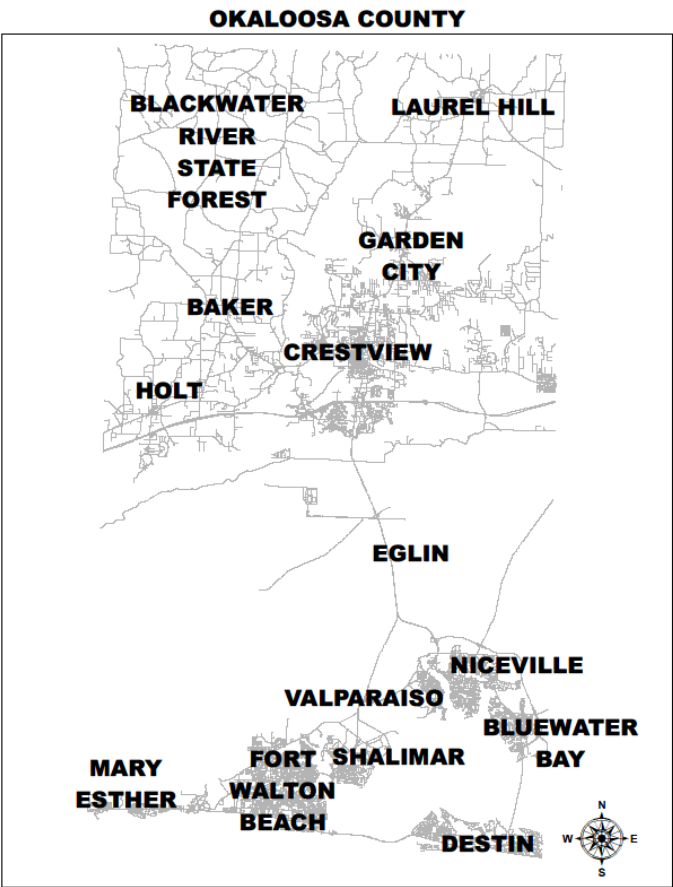 OKALOOSA COUNTY
BLACKWATER
RIVER
STATE
FOREST
LAUREL HILL
GARDEN
CITY
BAKER
CRESTVIEW
HOLT
EGLIN
NICEVILLE
VALPARAISO
BLUEWATER
BAY
FORT
WALTON
BEACH
SHALIMAR
MARY
ESTHER
DESTIN
N
W
E
S